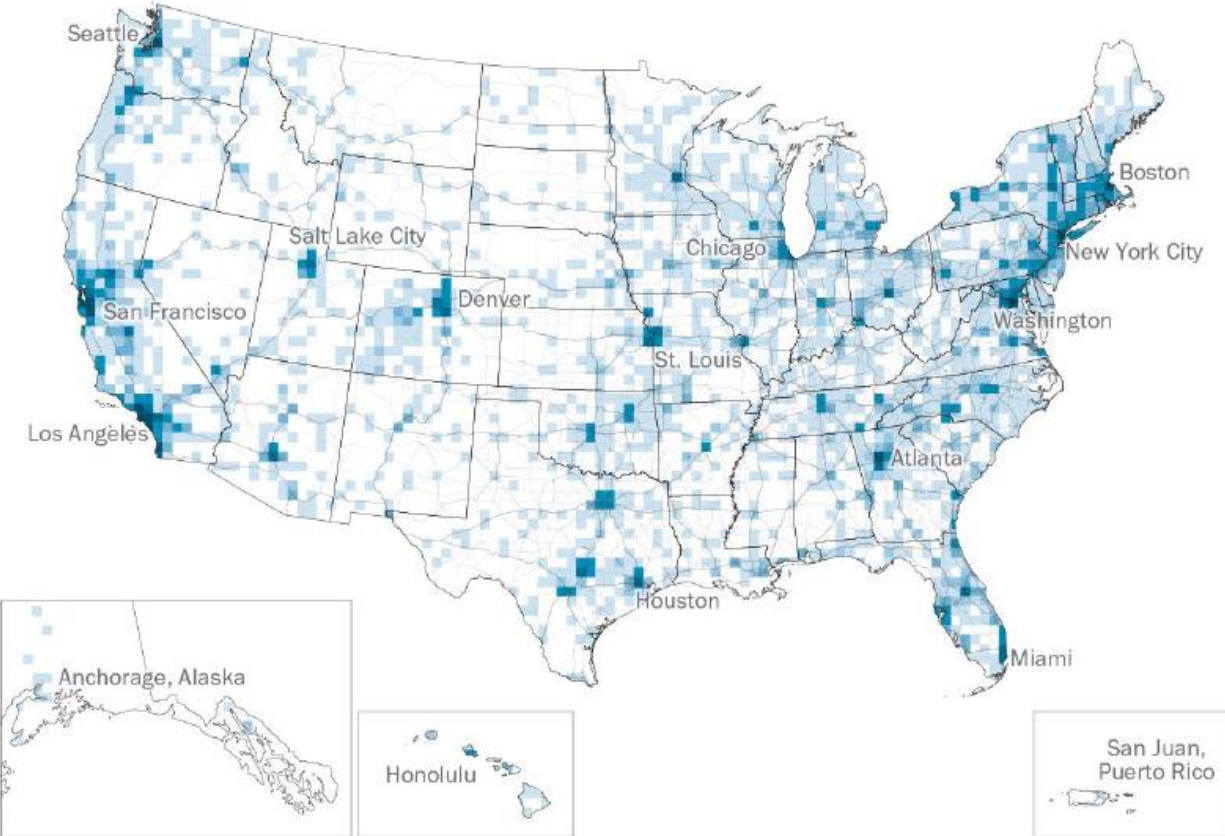 Seattle
Boston
Salt Lake City
Chicago
New York City
Denver
San Francisco
Washington
St. Louis
Los Angeles
Atlanta
Houston
Miami
Anchorage, Alaska
Honolulu
San Juan,
Puerto Rico